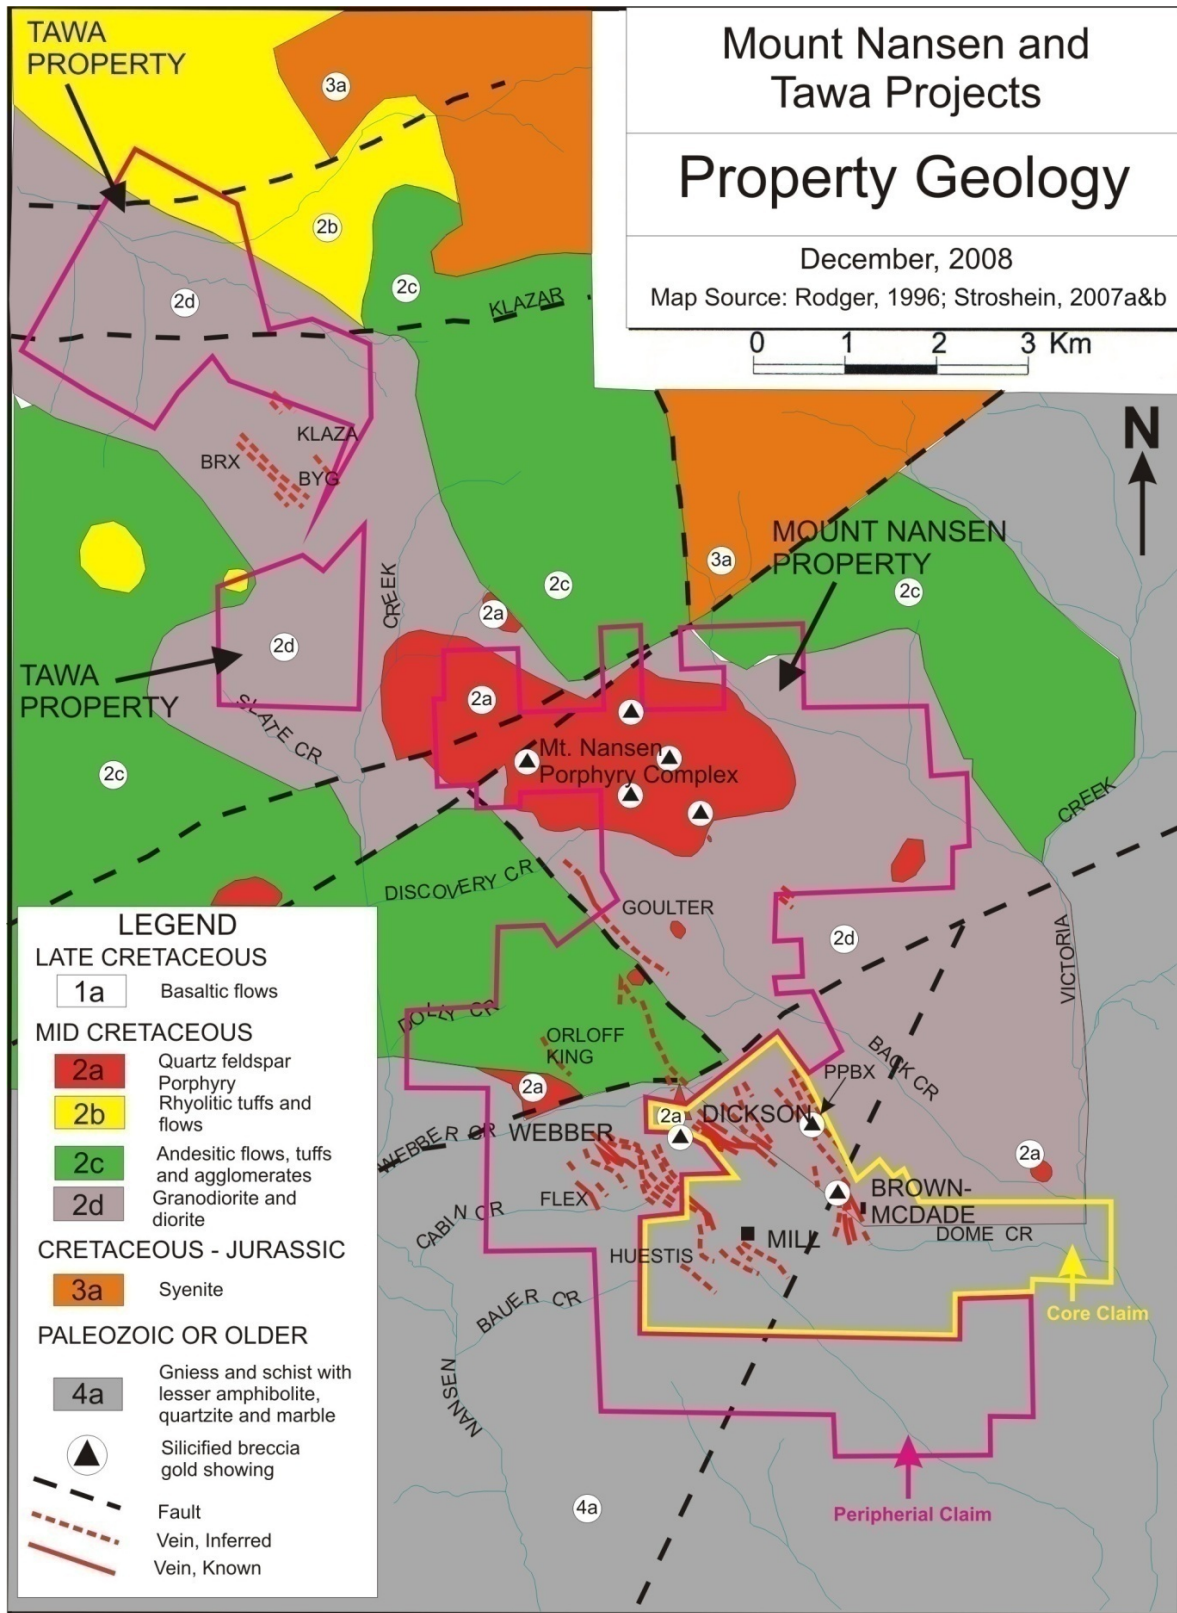 TAWA
PROPERTY
Mount Nansen and
Tawa Projects
Property Geology
December, 2008
Map Source: Rodger, 1996; Stroshein, 2007a&b
0 1 2 3 Km
N
3a
2b
2c
2d
KLAZAR
KLAZA
BRX
BYG
CREEK
MOUNT NANSEN
PROPERTY
3a
2c
2c
2a
2d
TAWA
PROPERTY
SLATE CR
2a
2c
Mt. Nansen
Porphyry Complex
CREEK
DISCOVERY CR
GOULTER
2d
VICTORIA
DOLLY CR
ORLOFF
KING
BACK CR
PPBX
2a
2a
DICKSON
WEBBER
WEBBER CR
2a
FLEX
CABIN CR
BROWN-
MCDADE
DOME CR
MILL
HUESTIS
BAUER CR
Core Claim
NANSEN
Peripherial Claim
4a
LEGEND
LATE CRETACEOUS
1a Basaltic flows
MID CRETACEOUS
2a Quartz feldspar
Porphyry
2b Rhyolitic tuffs and
flows
2c Andesitic flows, tuffs
and agglomerates
2d Granodiorite and
diorite
CRETACEOUS - JURASSIC
3a Syenite
PALEOZOIC OR OLDER
4a Gniess and schist with
lesser amphibolite,
quartzite and marble
Silicified breccia
gold showing
Fault
Vein, Inferred
Vein, Known